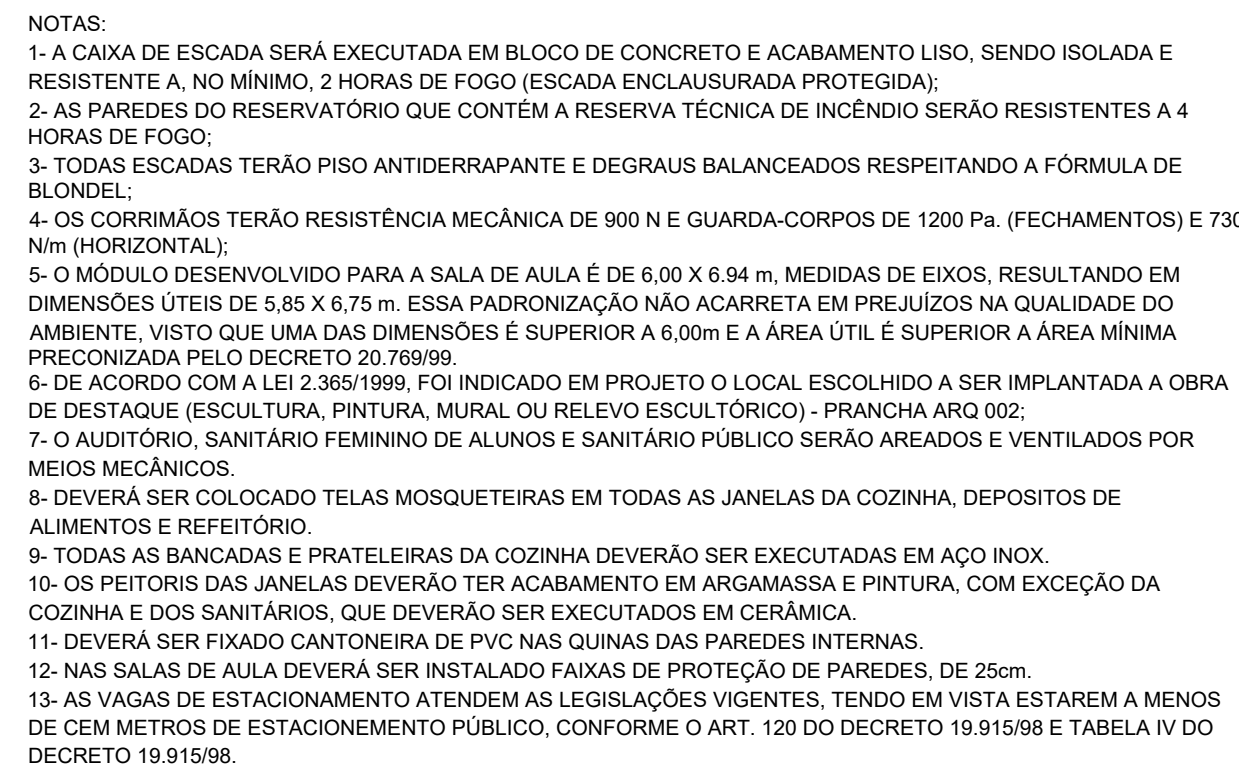 NOTAS:
1- A CAIXA DE ESCADA SERÁ EXECUTADA EM BLOCO DE CONCRETO E ACABAMENTO LISO, SENDO ISOLADA E
RESISTENTE A, NO MÍNIMO, 2 HORAS DE FOGO (ESCADA ENCLAUSURADA PROTEGIDA);
2- AS PAREDES DO RESERVATÓRIO QUE CONTÉM A RESERVA TÉCNICA DE INCÊNDIO SERÃO RESISTENTES A 4
HORAS DE FOGO;
3- TODAS ESCADAS TERÃO PISO ANTIDERRAPANTE E DEGRAUS BALANCEADOS RESPEITANDO A FÓRMULA DE
BLONDEL;
4- OS CORRIMÃOS TERÃO RESISTÊNCIA MECÂNICA DE 900 N E GUARDA-CORPOS DE 1200 Pa. (FECHAMENTOS) E 730
N/m (HORIZONTAL);
5- O MÓDULO DESENVOLVIDO PARA A SALA DE AULA É DE 6,00 X 6.94 m, MEDIDAS DE EIXOS, RESULTANDO EM
DIMENSÕES ÚTEIS DE 5,85 X 6,75 m. ESSA PADRONIZAÇÃO NÃO ACARRETA EM PREJUÍZOS NA QUALIDADE DO
AMBIENTE, VISTO QUE UMA DAS DIMENSÕES É SUPERIOR A 6,00m E A ÁREA ÚTIL É SUPERIOR A ÁREA MÍNIMA
PRECONIZADA PELO DECRETO 20.769/99.
6- DE ACORDO COM A LEI 2.365/1999, FOI INDICADO EM PROJETO O LOCAL ESCOLHIDO A SER IMPLANTADA A OBRA
DE DESTAQUE (ESCULTURA, PINTURA, MURAL OU RELEVO ESCULTÓRICO) - PRANCHA ARQ 002;
7- O AUDITÓRIO, SANITÁRIO FEMININO DE ALUNOS E SANITÁRIO PÚBLICO SERÃO AREADOS E VENTILADOS POR
MEIOS MECÂNICOS.
8- DEVERÁ SER COLOCADO TELAS MOSQUETEIRAS EM TODAS AS JANELAS DA COZINHA, DEPOSITOS DE
ALIMENTOS E REFEITÓRIO.
9- TODAS AS BANCADAS E PRATELEIRAS DA COZINHA DEVERÃO SER EXECUTADAS EM AÇO INOX.
10- OS PEITORIS DAS JANELAS DEVERÃO TER ACABAMENTO EM ARGAMASSA E PINTURA, COM EXCEÇÃO DA
COZINHA E DOS SANITÁRIOS, QUE DEVERÃO SER EXECUTADOS EM CERÂMICA.
11- DEVERÁ SER FIXADO CANTONEIRA DE PVC NAS QUINAS DAS PAREDES INTERNAS.
12- NAS SALAS DE AULA DEVERÁ SER INSTALADO FAIXAS DE PROTEÇÃO DE PAREDES, DE 25cm.
13- AS VAGAS DE ESTACIONAMENTO ATENDEM AS LEGISLAÇÕES VIGENTES, TENDO EM VISTA ESTAREM A MENOS
DE CEM METROS DE ESTACIONEMENTO PÚBLICO, CONFORME O ART. 120 DO DECRETO 19.915/98 E TABELA IV DO
DECRETO 19.915/98.